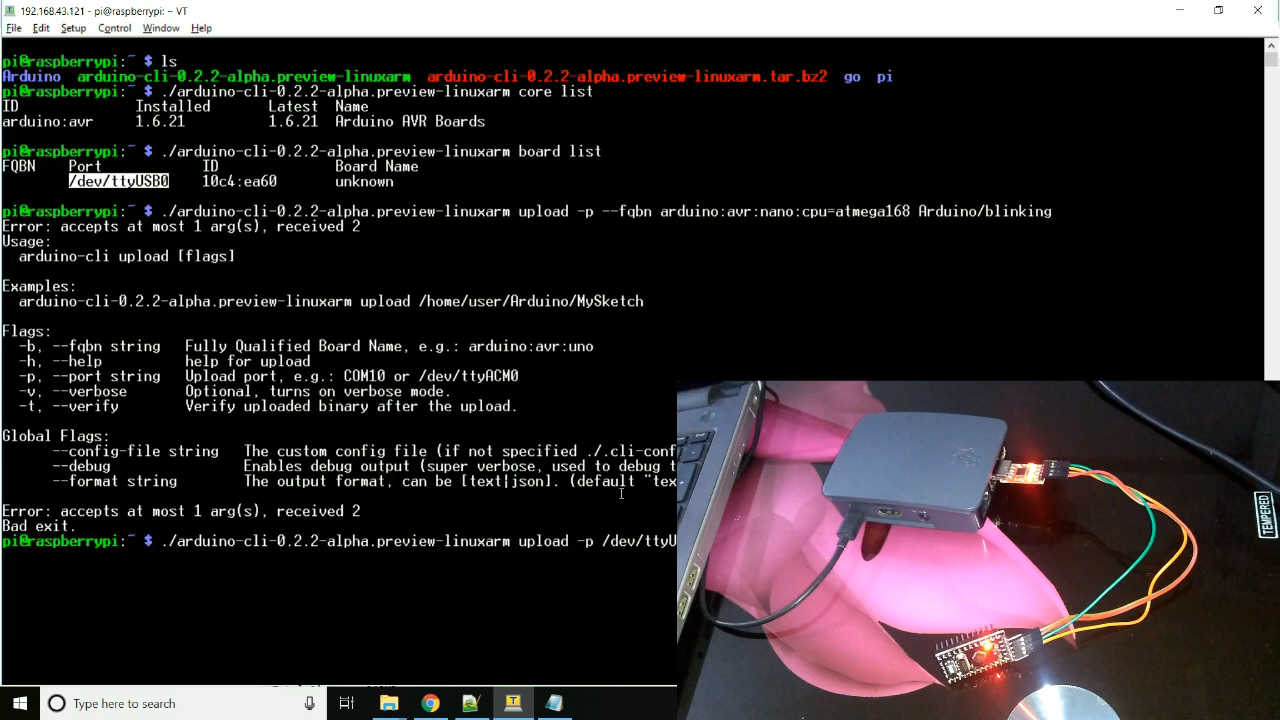 192.168.43.121 - pi@raspberrypi: ~ VT
File Edit Setup Control Window Help
pi@raspberrypi:~ $ ls
Arduino arduino-cli-0.2.2-alpha.preview-linuxarm arduino-cli-0.2.2-alpha.preview-linuxarm.tar.bz2 go pi
pi@raspberrypi:~ $ ./arduino-cli-0.2.2-alpha.preview-linuxarm core list
ID Installed Latest Name
arduino:avr 1.6.21 1.6.21 Arduino AVR Boards
pi@raspberrypi:~ $ ./arduino-cli-0.2.2-alpha.preview-linuxarm board list
FQBN Port ID Board Name
/dev/ttyUSB0 10c4:ea60 unknown
pi@raspberrypi:~ $ ./arduino-cli-0.2.2-alpha.preview-linuxarm upload -p --fqbn arduino:avr:nano:cpu=atmega168 Arduino/blinking
Error: accepts at most 1 arg(s), received 2
Usage:
arduino-cli upload [flags]
Examples:
arduino-cli-0.2.2-alpha.preview-linuxarm upload /home/user/Arduino/MySketch
Flags:
-b, --fqbn string Fully Qualified Board Name, e.g.: arduino:avr:uno
-h, --help help for upload
-p, --port string Upload port, e.g.: COM10 or /dev/ttyACM0
-v, --verbose Optional, turns on verbose mode.
-t, --verify Verify uploaded binary after the upload.
Global Flags:
--config-file string The custom config file (if not specified ./.cli-conf
--debug Enables debug output (super verbose, used to debug t
--format string The output format, can be [text|json]. (default "tex
Error: accepts at most 1 arg(s), received 2
Bad exit.
pi@raspberrypi:~ $ ./arduino-cli-0.2.2-alpha.preview-linuxarm upload -p /dev/ttyU
TEMPERED
Type here to search